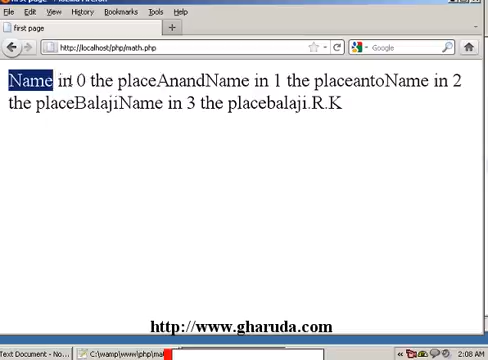 first page
File Edit View History Bookmarks Tools Help
first page
http://localhost/php/math.php
Google
Name in 0 the placeAnandName in 1 the placeantoName in 2
the placeBalajiName in 3 the placebalaji.R.K
http://www.gharuda.com
Text Document - No...
C:\wamp\www\php\mat
2:08 AM